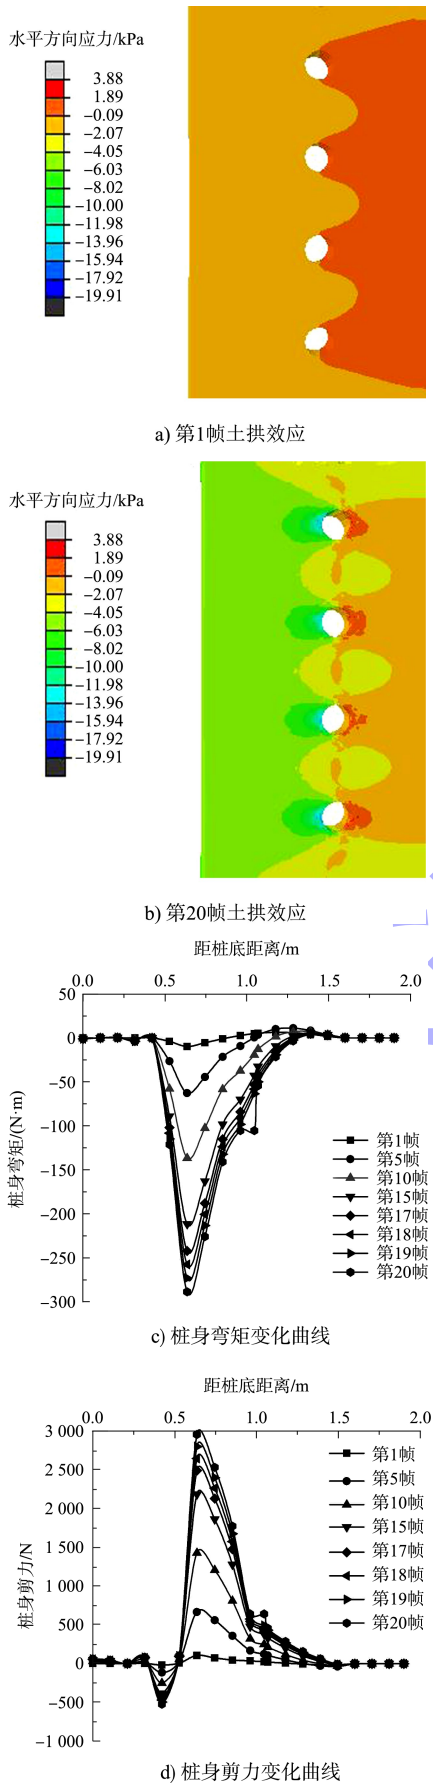 水平方向应力/kPa
3.88
1.89
−0.09
−2.07
−4.05
−6.03
−8.02
−10.00
−11.98
−13.96
−15.94
−17.92
−19.91
a) 第1帧土拱效应
水平方向应力/kPa
3.88
1.89
−0.09
−2.07
−4.05
−6.03
−8.02
−10.00
−11.98
−13.96
−15.94
−17.92
−19.91
b) 第20帧土拱效应
距桩底距离/m
0.0 0.5 1.0 1.5 2.0
50
0
−50
−100
−150
−200
−250
−300
桩身弯矩/(N·m)
第1帧
第5帧
第10帧
第15帧
第17帧
第18帧
第19帧
第20帧
c) 桩身弯矩变化曲线
距桩底距离/m
0.0 0.5 1.0 1.5 2.0
3 000
2 500
2 000
1 500
1 000
500
0
−500
−1 000
桩身剪力/N
第1帧
第5帧
第10帧
第15帧
第17帧
第18帧
第19帧
第20帧
d) 桩身剪力变化曲线